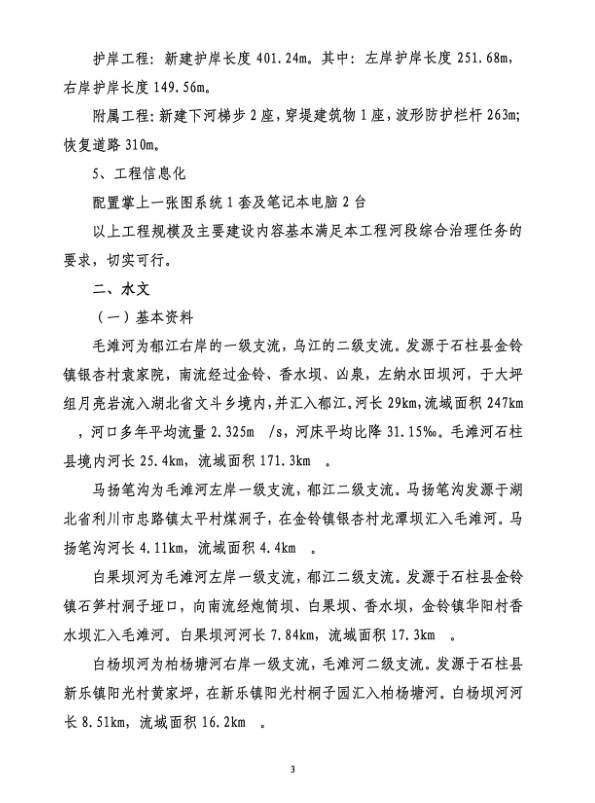 护岸工程：新建护岸长度 401.24m。其中：左岸护岸长度 251.68m，
右岸护岸长度 149.56m。
附属工程：新建下河梯步 2 座，穿堤建筑物 1 座，波形防护栏杆 263m；
恢复道路 310m。
5、工程信息化
配置掌上一张图系统 1 套及笔记本电脑 2 台
以上工程规模及主要建设内容基本满足本工程河段综合治理任务的
要求，切实可行。
二、水文
（一）基本资料
毛滩河为郁江右岸的一级支流，乌江的二级支流。发源于石柱县金铃
镇银杏村袁家院，南流经过金铃、香水坝、凶泉，左纳水田坝河，于大坪
组月亮岩流入湖北省文斗乡境内，并汇入郁江。河长 29km，流域面积 247km
，河口多年平均流量 2.325m /s，河床平均比降 31.15‰。毛滩河石柱
县境内河长 25.4km，流域面积 171.3km 。
马扬笔沟为毛滩河左岸一级支流，郁江二级支流。马扬笔沟发源于湖
北省利川市忠路镇太平村煤洞子，在金铃镇银杏村龙潭坝汇入毛滩河。马
扬笔沟河长 4.11km，流域面积 4.4km 。
白果坝河为毛滩河左岸一级支流，郁江二级支流。发源于石柱县金铃
镇石笋村洞子垭口，向南流经炮筒坝、白果坝、香水坝，金铃镇华阳村香
水坝汇入毛滩河。白果坝河河长 7.84km，流域面积 17.3km 。
白杨坝河为柏杨塘河右岸一级支流，毛滩河二级支流。发源于石柱县
新乐镇阳光村黄家坪，在新乐镇阳光村桐子园汇入柏杨塘河。白杨坝河河
长 8.51km，流域面积 16.2km 。
3